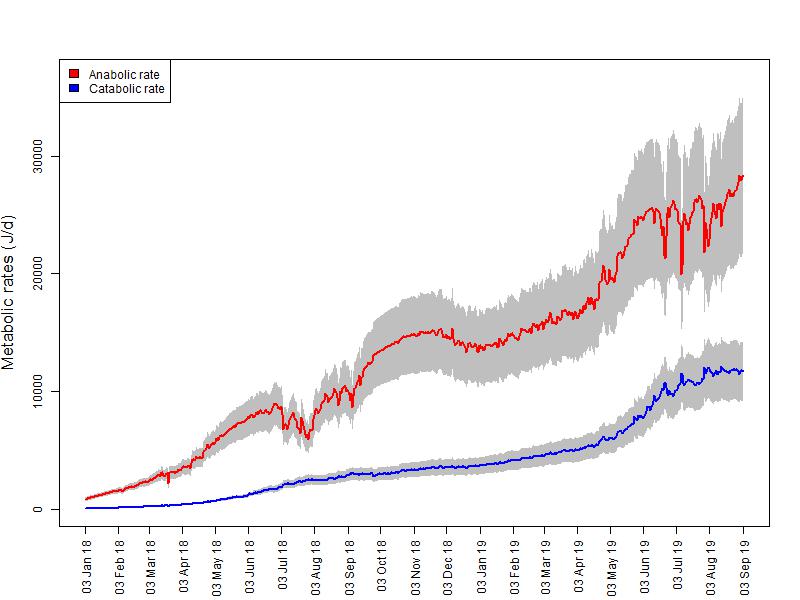 Anabolic rate
Catabolic rate
Metabolic rates (J/d)
30000
20000
10000
0
03 Jan 18
03 Feb 18
03 Mar 18
03 Apr 18
03 May 18
03 Jun 18
03 Jul 18
03 Aug 18
03 Sep 18
03 Oct 18
03 Nov 18
03 Dec 18
03 Jan 19
03 Feb 19
03 Mar 19
03 Apr 19
03 May 19
03 Jun 19
03 Jul 19
03 Aug 19
03 Sep 19